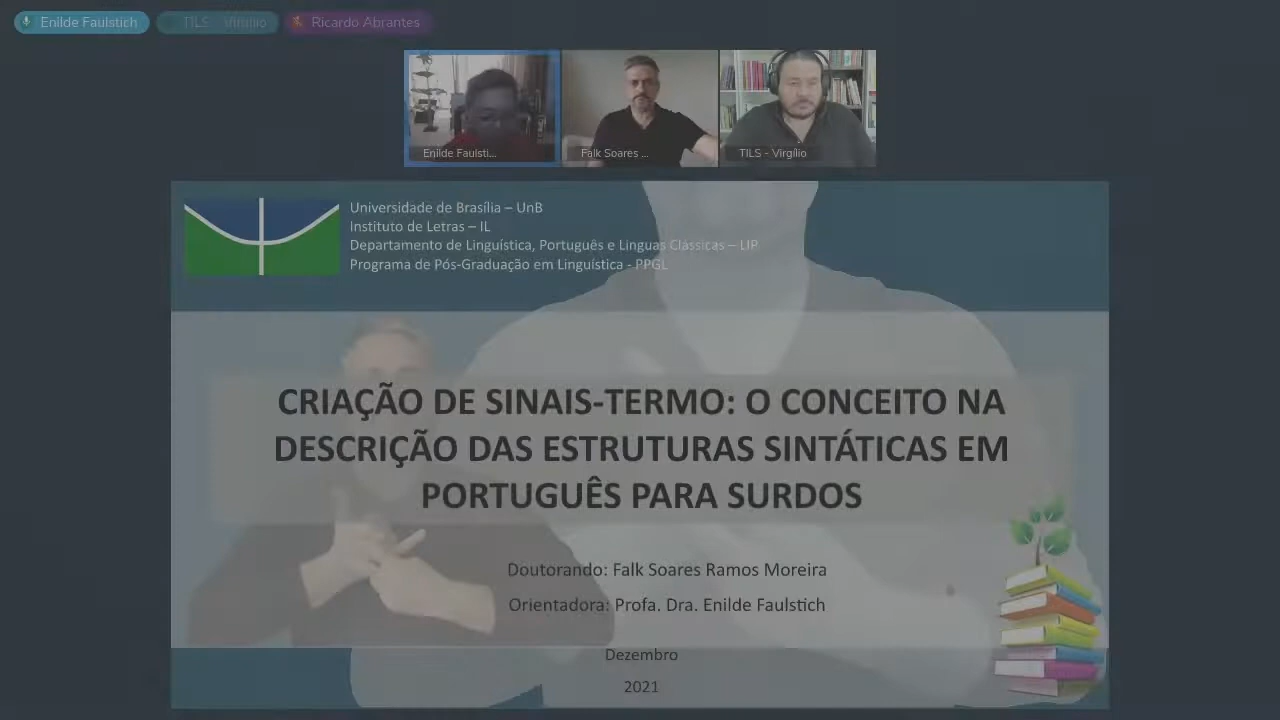 Enilde Faulstich
TILS - Virgílio
Ricardo Abrantes
Enilde Faulsti...
Falk Soares ...
TILS - Virgílio
Universidade de Brasília – UnB
Instituto de Letras – IL
Departamento de Linguística, Português e Linguas Clássicas – LIP
Programa de Pós-Graduação em Linguística - PPGL
CRIAÇÃO DE SINAIS-TERMO: O CONCEITO NA
DESCRIÇÃO DAS ESTRUTURAS SINTÁTICAS EM
PORTUGUÊS PARA SURDOS
Doutorando: Falk Soares Ramos Moreira
Orientadora: Profa. Dra. Enilde Faulstich
Dezembro
2021